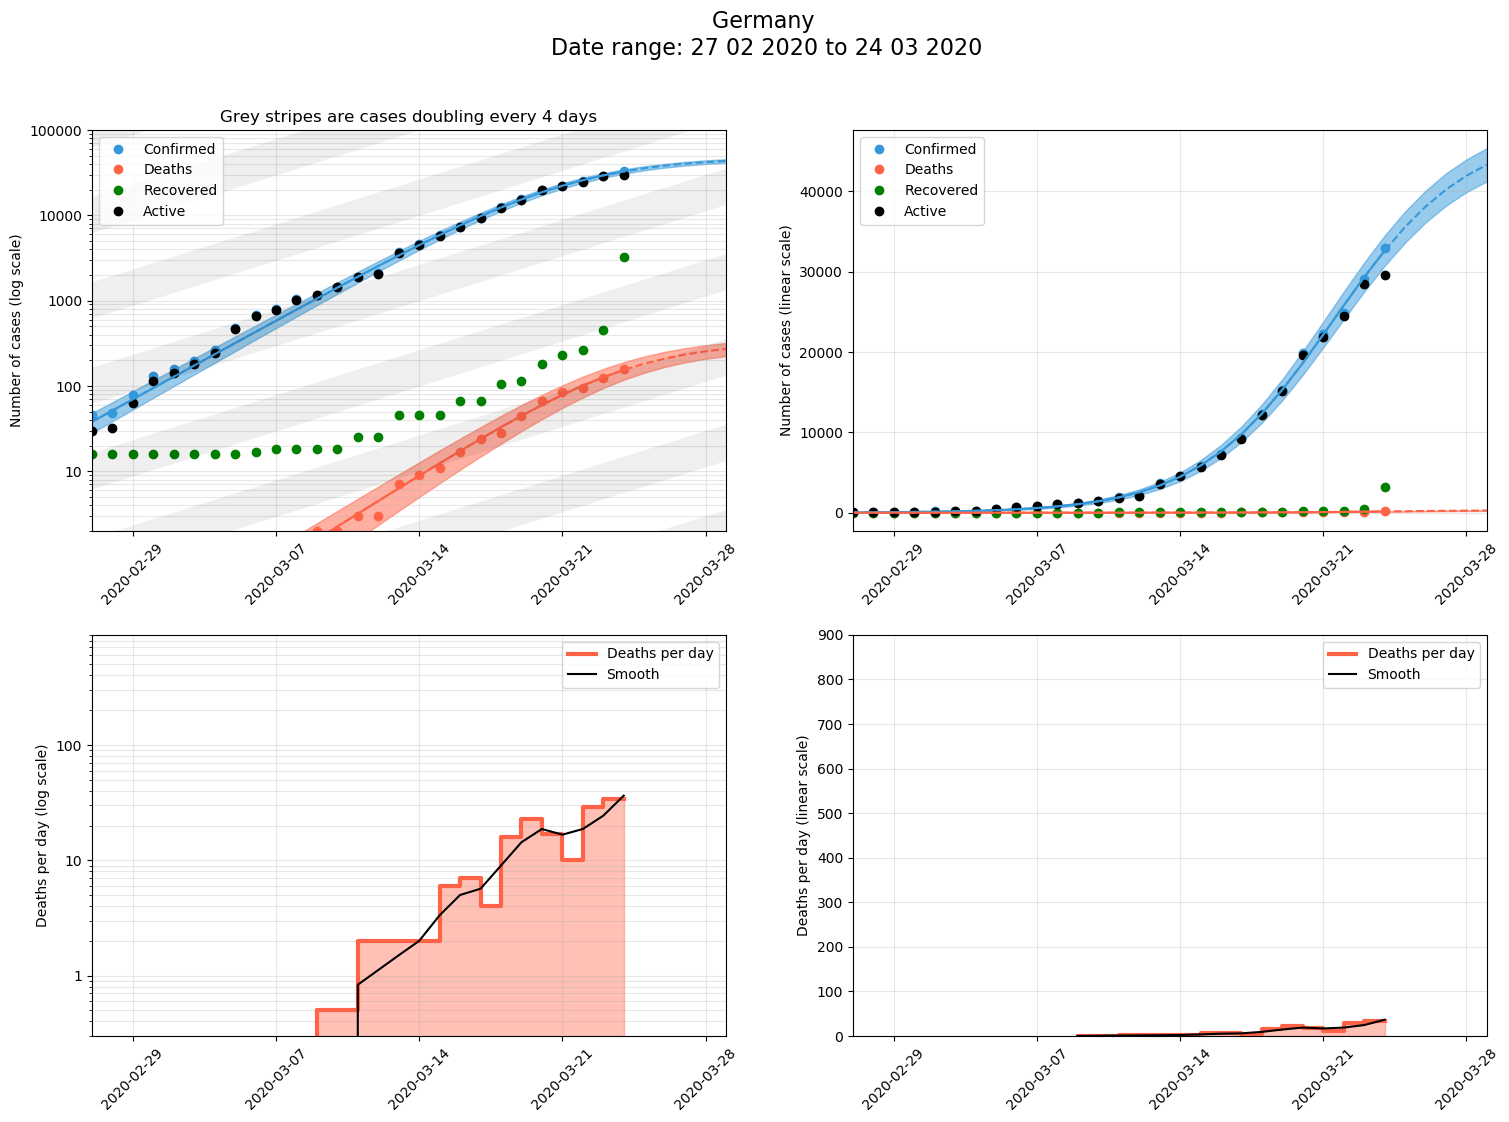 Germany
Date range: 27 02 2020 to 24 03 2020
Grey stripes are cases doubling every 4 days
Number of cases (log scale)
100000
10000
1000
100
10
Confirmed
Deaths
Recovered
Active
2020-02-29
2020-03-07
2020-03-14
2020-03-21
2020-03-28
Number of cases (linear scale)
40000
30000
20000
10000
0
Confirmed
Deaths
Recovered
Active
2020-02-29
2020-03-07
2020-03-14
2020-03-21
2020-03-28
Deaths per day (log scale)
100
10
1
Deaths per day
Smooth
2020-02-29
2020-03-07
2020-03-14
2020-03-21
2020-03-28
Deaths per day (linear scale)
900
800
700
600
500
400
300
200
100
0
Deaths per day
Smooth
2020-02-29
2020-03-07
2020-03-14
2020-03-21
2020-03-28